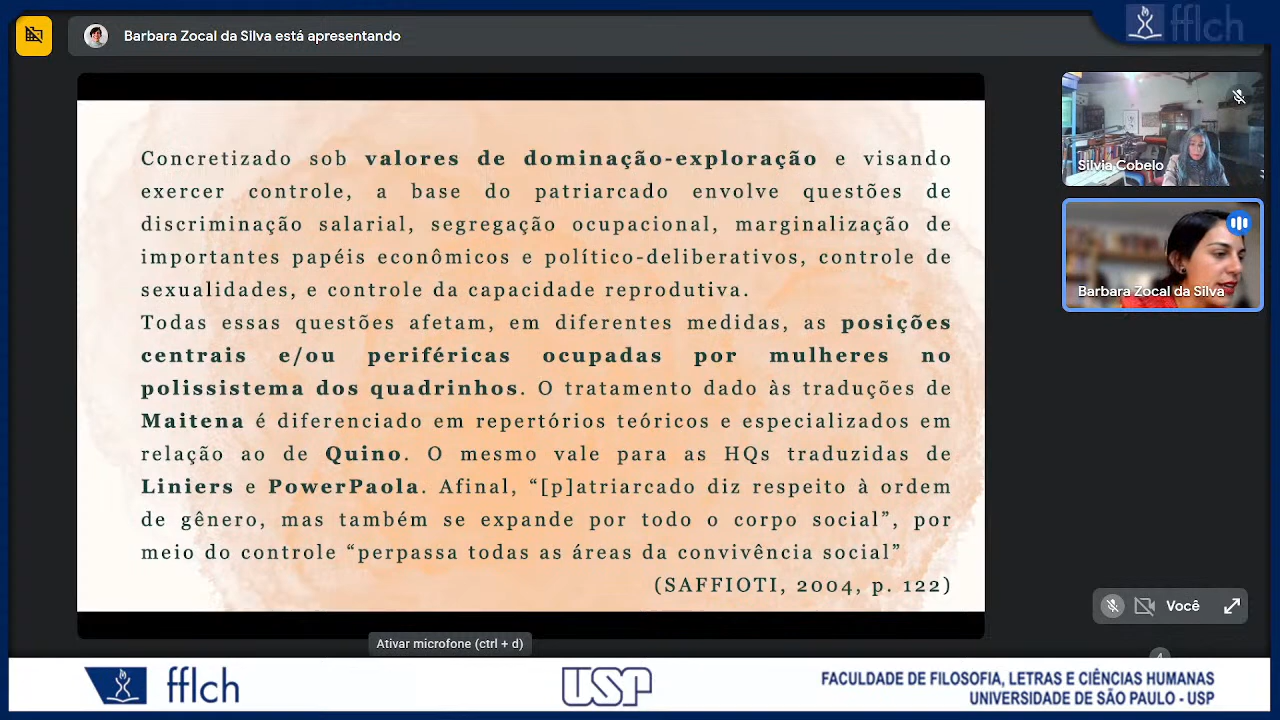 Barbara Zocal da Silva está apresentando
fflch
Concretizado sob valores de dominação-exploração e visando
exercer controle, a base do patriarcado envolve questões de
discriminação salarial, segregação ocupacional, marginalização de
importantes papéis econômicos e político-deliberativos, controle de
sexualidades, e controle da capacidade reprodutiva.
Todas essas questões afetam, em diferentes medidas, as posições
centrais e/ou periféricas ocupadas por mulheres no
polissistema dos quadrinhos. O tratamento dado às traduções de
Maitena é diferenciado em repertórios teóricos e especializados em
relação ao de Quino. O mesmo vale para as HQs traduzidas de
Liniers e PowerPaola. Afinal, “[p]atriarcado diz respeito à ordem
de gênero, mas também se expande por todo o corpo social”, por
meio do controle “perpassa todas as áreas da convivência social”
(SAFFIOTI, 2004, p. 122)
Silvia Cobelo
Barbara Zocal da Silva
Você
Ativar microfone (ctrl + d)
fflch
USP
FACULDADE DE FILOSOFIA, LETRAS E CIÊNCIAS HUMANAS
UNIVERSIDADE DE SÃO PAULO - USP